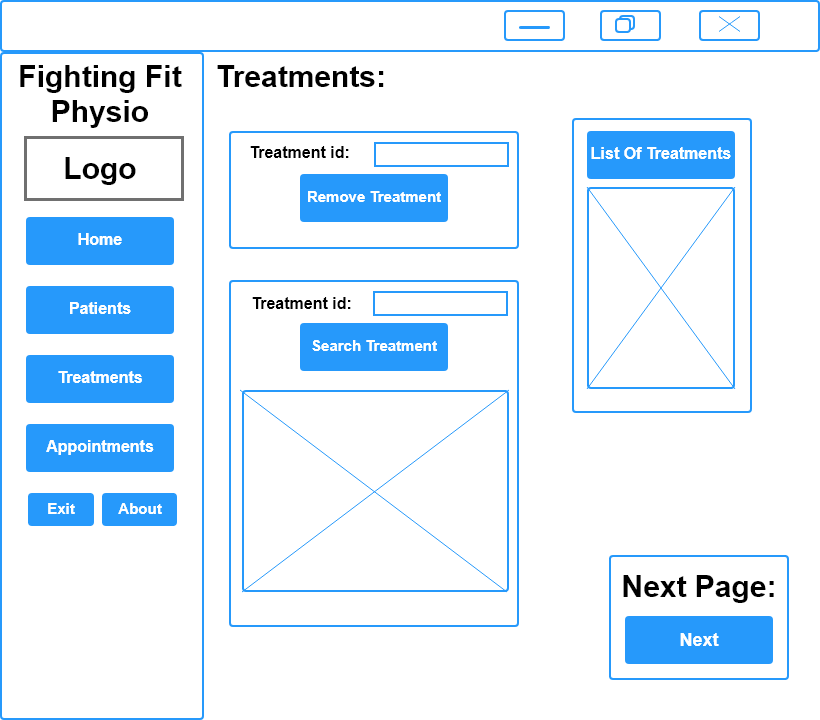 Fighting Fit
Physio
Logo
Home
Patients
Treatments
Appointments
Exit
About
Treatments:
Treatment id:
Remove Treatment
Treatment id:
Search Treatment
List Of Treatments
Next Page:
Next